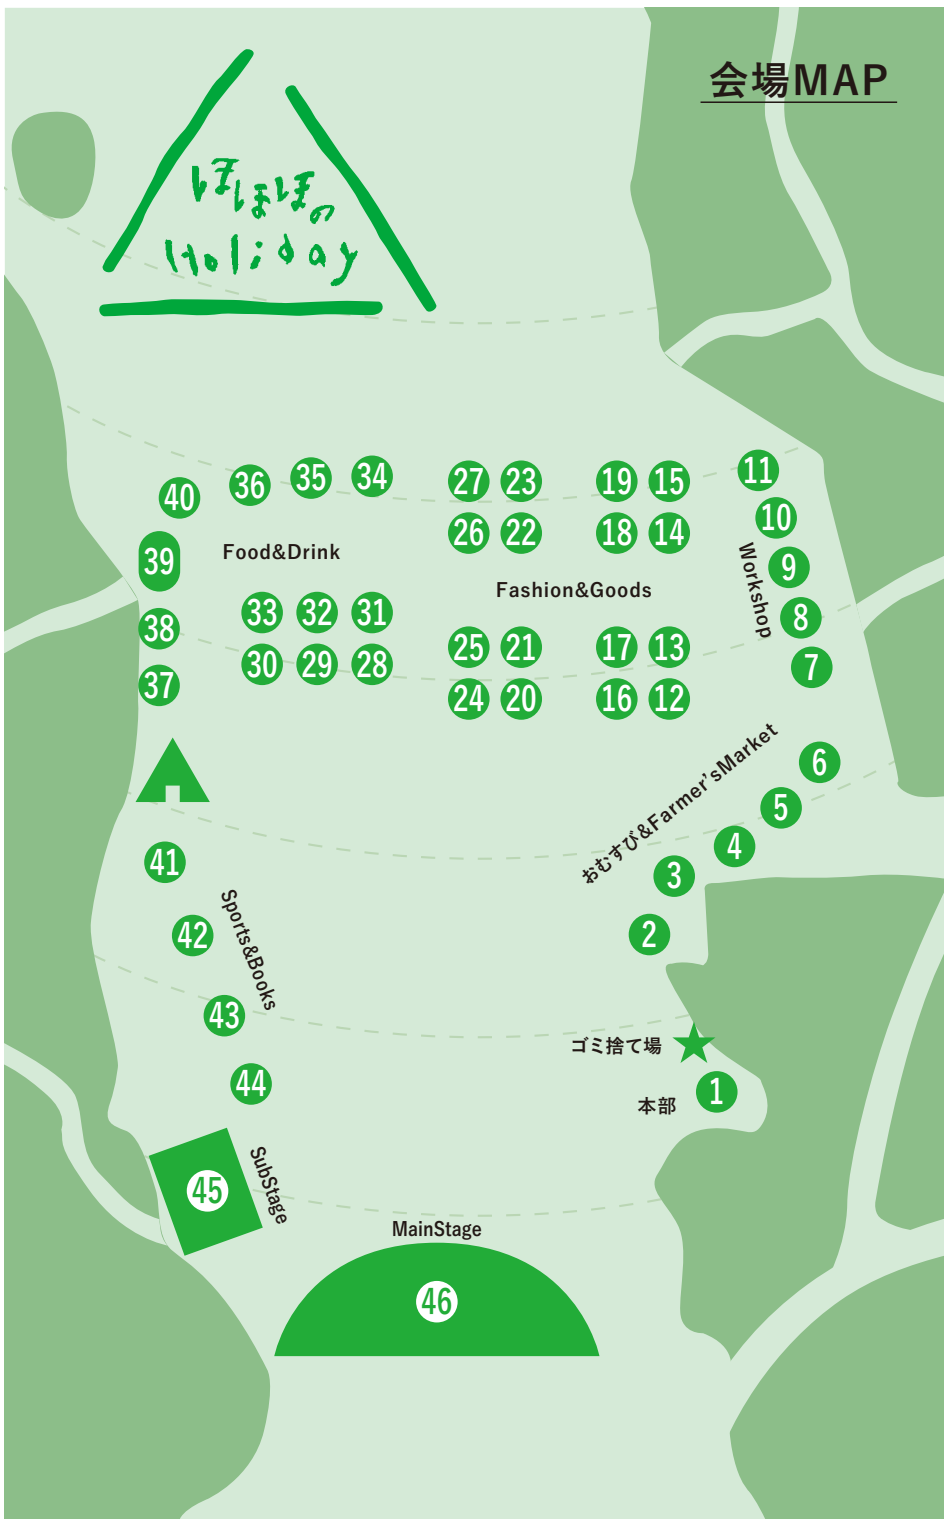 会場MAP
ほほほの
Holiday
40 36 35 34 27 23 19 15 11
26 22 18 14 10
39 Food&Drink
Fashion&Goods
Workshop
9
8
7
33 32 31
38 30 29 28
37
25 21 17 13
24 20 16 12
おむすび&Farmer'sMarket
6
5
4
3
2
41
42
43
44
Sports&Books
ゴミ捨て場
本部 1
SubStage
45
MainStage
46